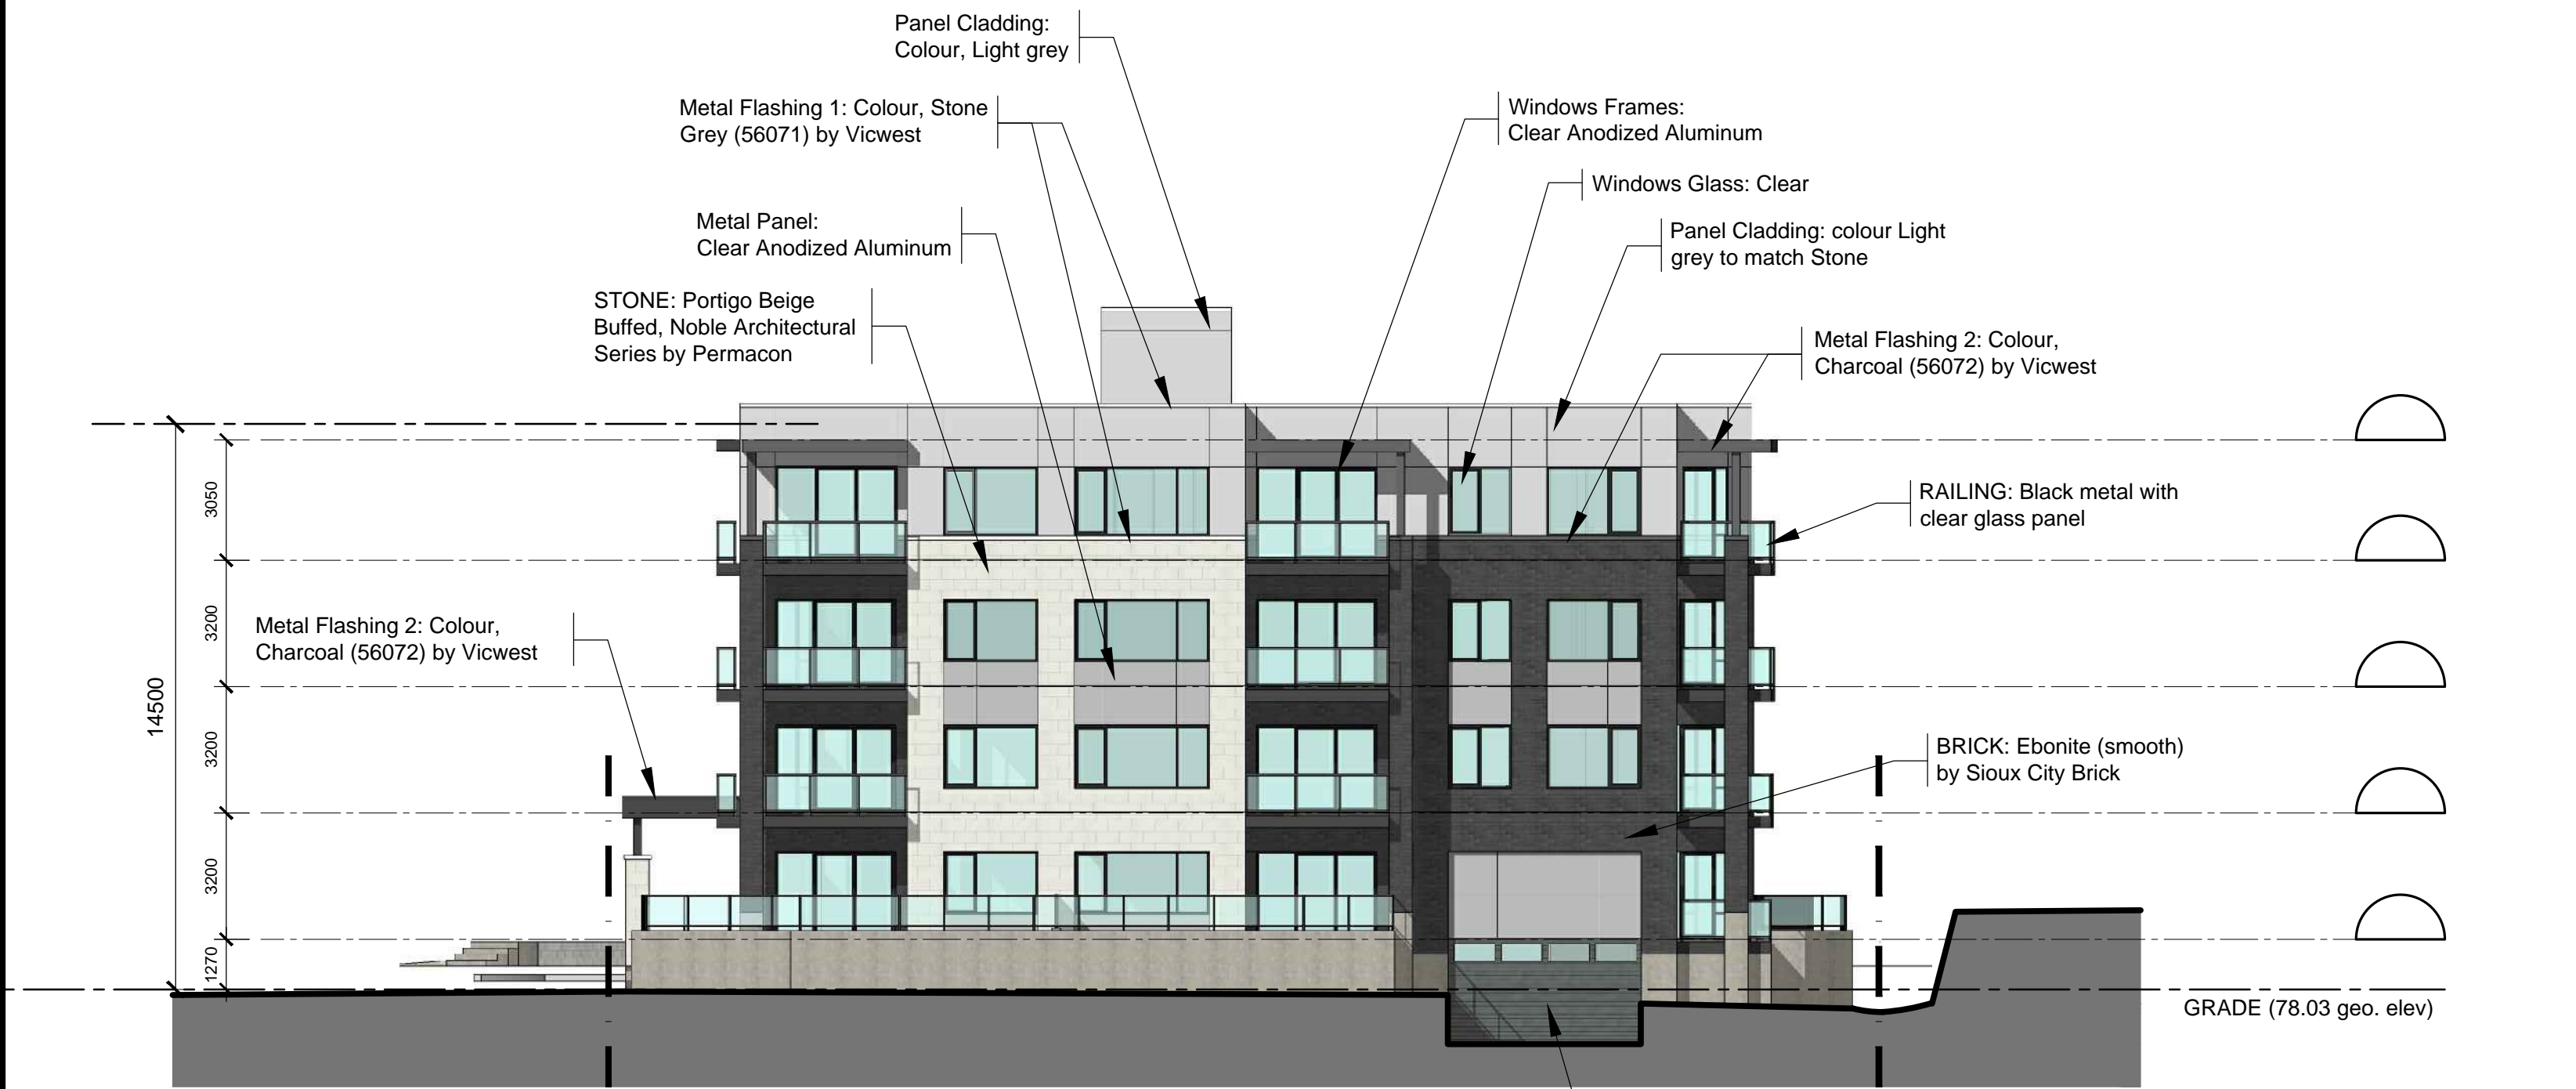 Panel Cladding:
Colour, Light grey
Metal Flashing 1: Colour, Stone
Grey (56071) by Vicwest
Windows Frames:
Clear Anodized Aluminum
Windows Glass: Clear
Metal Panel:
Clear Anodized Aluminum
Panel Cladding: colour Light
grey to match Stone
STONE: Portigo Beige
Buffed, Noble Architectural
Series by Permacon
Metal Flashing 2: Colour,
Charcoal (56072) by Vicwest
RAILING: Black metal with
clear glass panel
Metal Flashing 2: Colour,
Charcoal (56072) by Vicwest
BRICK: Ebonite (smooth)
by Sioux City Brick
14500
3050
3200
3200
3200
1270
GRADE (78.03 geo. elev)